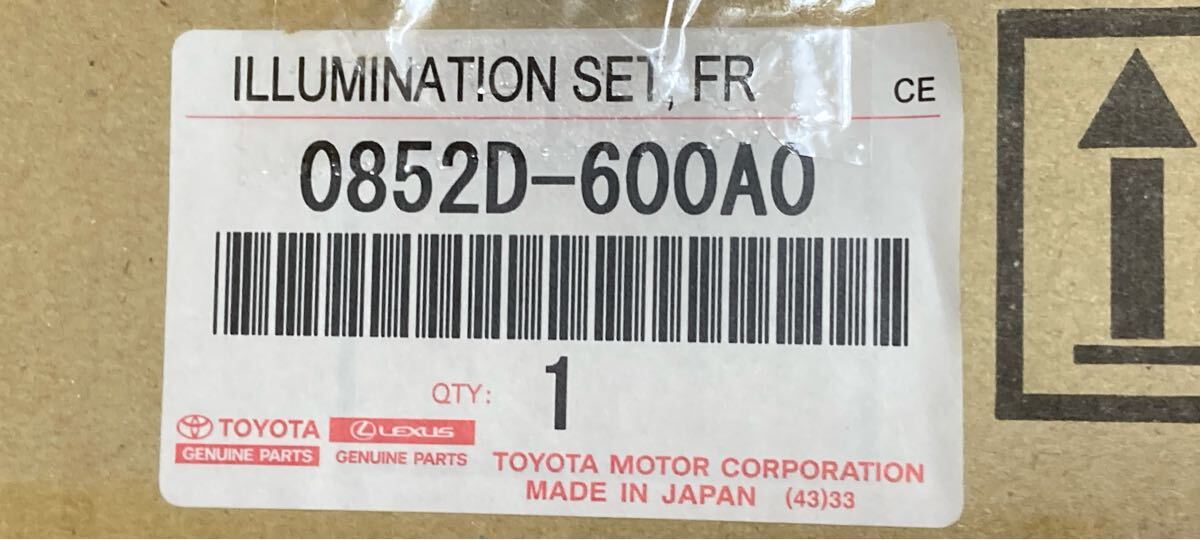 ILLUMINATION SET, FR CE
0852D-600A0
QTY: 1
TOYOTA LEXUS
GENUINE PARTS GENUINE PARTS
TOYOTA MOTOR CORPORATION
MADE IN JAPAN (43)33